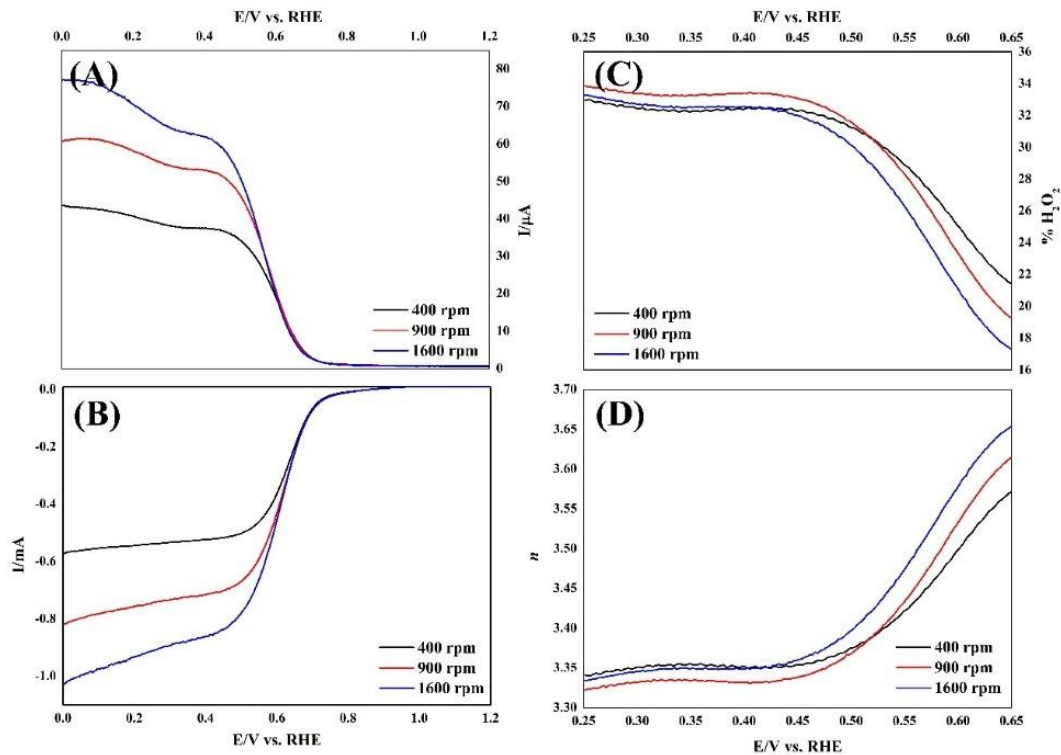 E/V vs. RHE
0.0 0.2 0.4 0.6 0.8 1.0 1.2
(A)
80
70
60
50
40
30
20
10
0
I/µA
400 rpm
900 rpm
1600 rpm
(B)
0.0
-0.2
-0.4
-0.6
-0.8
-1.0
I/mA
400 rpm
900 rpm
1600 rpm
0.0 0.2 0.4 0.6 0.8 1.0 1.2
E/V vs. RHE
E/V vs. RHE
0.25 0.30 0.35 0.40 0.45 0.50 0.55 0.60 0.65
(C)
36
34
32
30
28
26
24
22
20
18
16
% H₂O₂
400 rpm
900 rpm
1600 rpm
(D)
3.70
3.65
3.60
3.55
3.50
3.45
3.40
3.35
3.30
n
400 rpm
900 rpm
1600 rpm
0.25 0.30 0.35 0.40 0.45 0.50 0.55 0.60 0.65
E/V vs. RHE